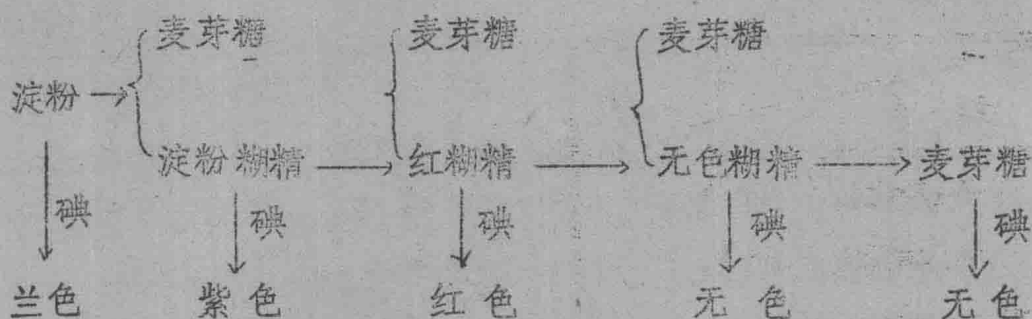 麦芽糖 麦芽糖 麦芽糖
淀粉
淀粉糊精 红糊精 无色糊精 麦芽糖
碘 碘 碘 碘 碘
兰色 紫色 红色 无色 无色